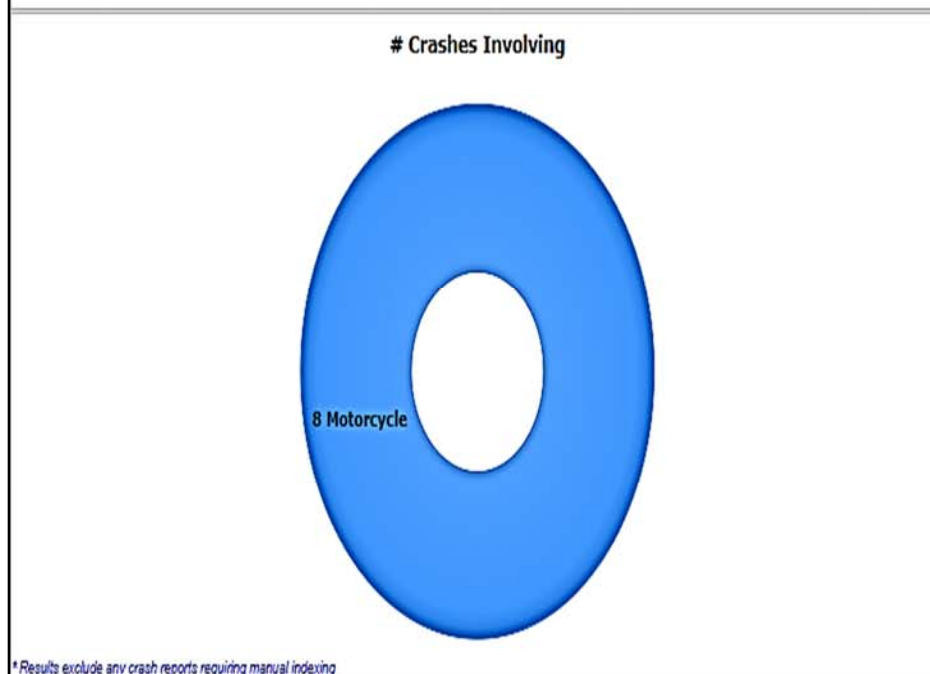 # Crashes Involving
8 Motorcycle
* Results exclude any crash reports requiring manual indexing